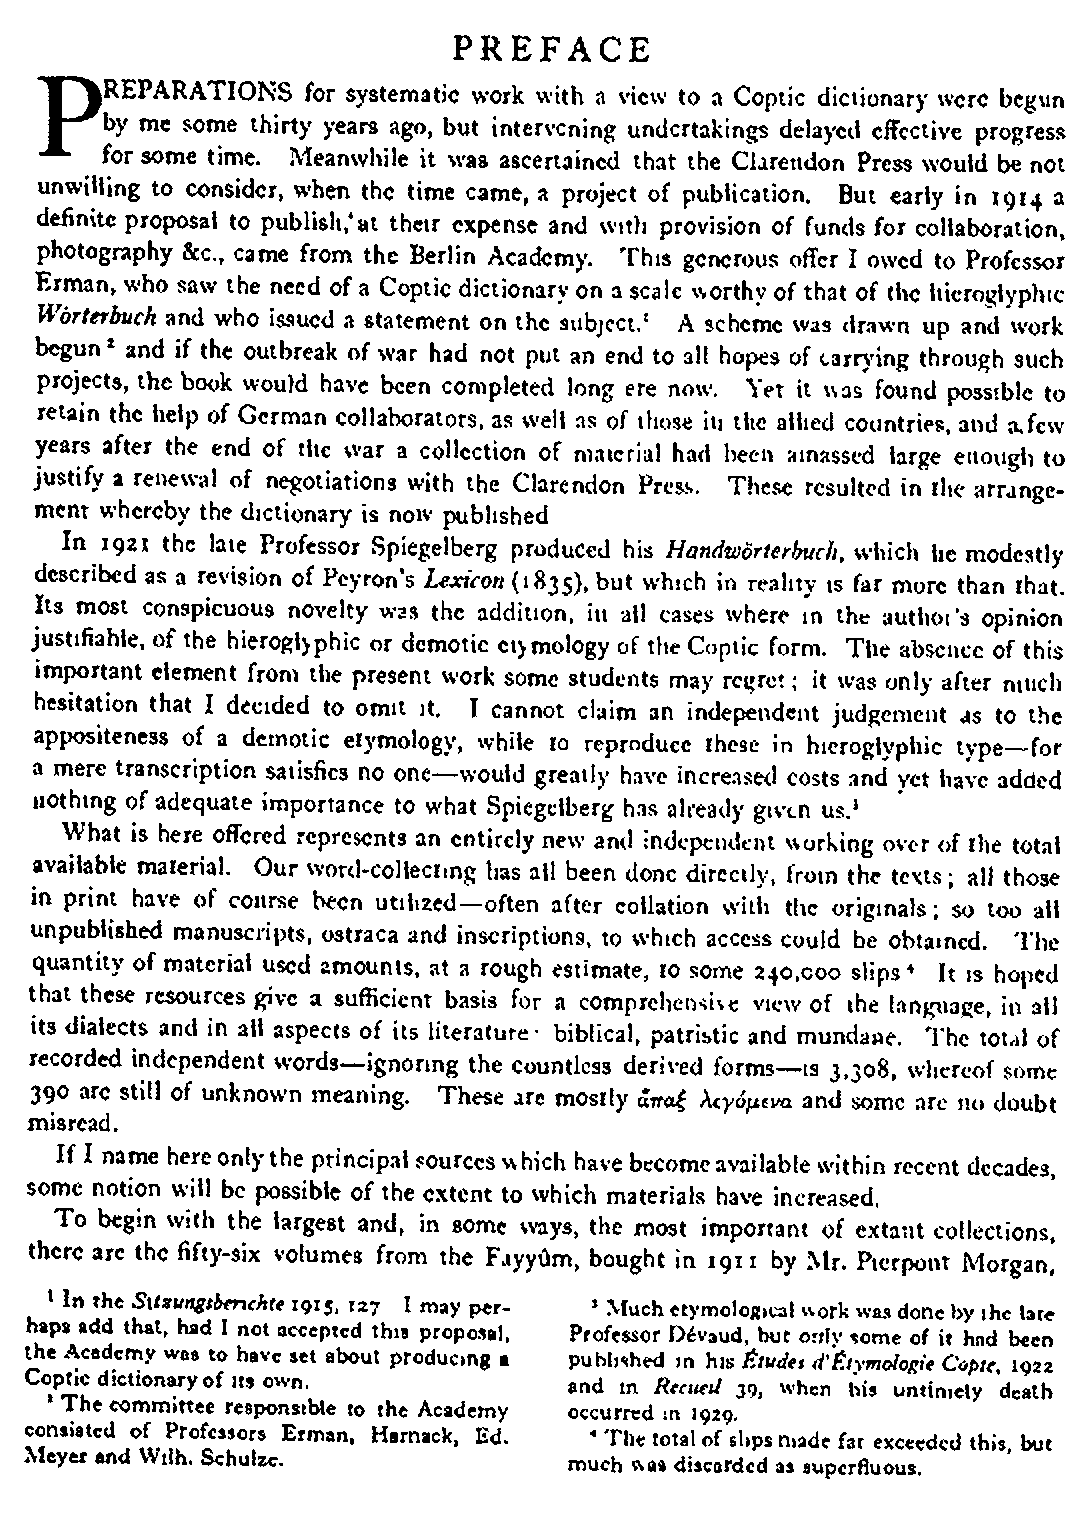 PREFACE
PREPARATIONS for systematic work with a view to a Coptic dictionary were begun
by me some thirty years ago, but intervening undertakings delayed effective progress
for some time. Meanwhile it was ascertained that the Clarendon Press would be not
unwilling to consider, when the time came, a project of publication. But early in 1914 a
definite proposal to publish, at their expense and with provision of funds for collaboration,
photography &c., came from the Berlin Academy. This generous offer I owed to Professor
Erman, who saw the need of a Coptic dictionary on a scale worthy of that of the hieroglyphic
Wörterbuch and who issued a statement on the subject.¹ A scheme was drawn up and work
begun² and if the outbreak of war had not put an end to all hopes of carrying through such
projects, the book would have been completed long ere now. Yet it was found possible to
retain the help of German collaborators, as well as of those in the allied countries, and a few
years after the end of the war a collection of material had been amassed large enough to
justify a renewal of negotiations with the Clarendon Press. These resulted in the arrange-
ment whereby the dictionary is now published
In 1921 the late Professor Spiegelberg produced his Handwörterbuch, which he modestly
described as a revision of Peyron's Lexicon (1835), but which in reality is far more than that.
Its most conspicuous novelty was the addition, in all cases where in the author's opinion
justifiable, of the hieroglyphic or demotic etymology of the Coptic form. The absence of this
important element from the present work some students may regret; it was only after much
hesitation that I decided to omit it. I cannot claim an independent judgement as to the
appositeness of a demotic etymology, while to reproduce these in hieroglyphic type—for
a mere transcription satisfies no one—would greatly have increased costs and yet have added
nothing of adequate importance to what Spiegelberg has already given us.³
What is here offered represents an entirely new and independent working over of the total
available material. Our word-collecting has all been done directly, from the texts; all those
in print have of course been utilized—often after collation with the originals; so too all
unpublished manuscripts, ostraca and inscriptions, to which access could be obtained. The
quantity of material used amounts, at a rough estimate, to some 240,000 slips⁴ It is hoped
that these resources give a sufficient basis for a comprehensive view of the language, in all
its dialects and in all aspects of its literature· biblical, patristic and mundane. The total of
recorded independent words—ignoring the countless derived forms—is 3,308, whereof some
390 are still of unknown meaning. These are mostly ἅπαξ λεγόμενα and some are no doubt
misread.
If I name here only the principal sources which have become available within recent decades,
some notion will be possible of the extent to which materials have increased.
To begin with the largest and, in some ways, the most important of extant collections,
there are the fifty-six volumes from the Fayyûm, bought in 1911 by Mr. Pierpont Morgan,
¹ In the Sitzungsberichte 1915, 127 I may per-
haps add that, had I not accepted this proposal,
the Academy was to have set about producing a
Coptic dictionary of its own.
² The committee responsible to the Academy
consisted of Professors Erman, Harnack, Ed.
Meyer and Wilh. Schulze.
³ Much etymological work was done by the late
Professor Dévaud, but only some of it had been
published in his Études d'Étymologie Copte, 1922
and in Recueil 39, when his untimely death
occurred in 1929.
⁴ The total of slips made far exceeded this, but
much was discarded as superfluous.